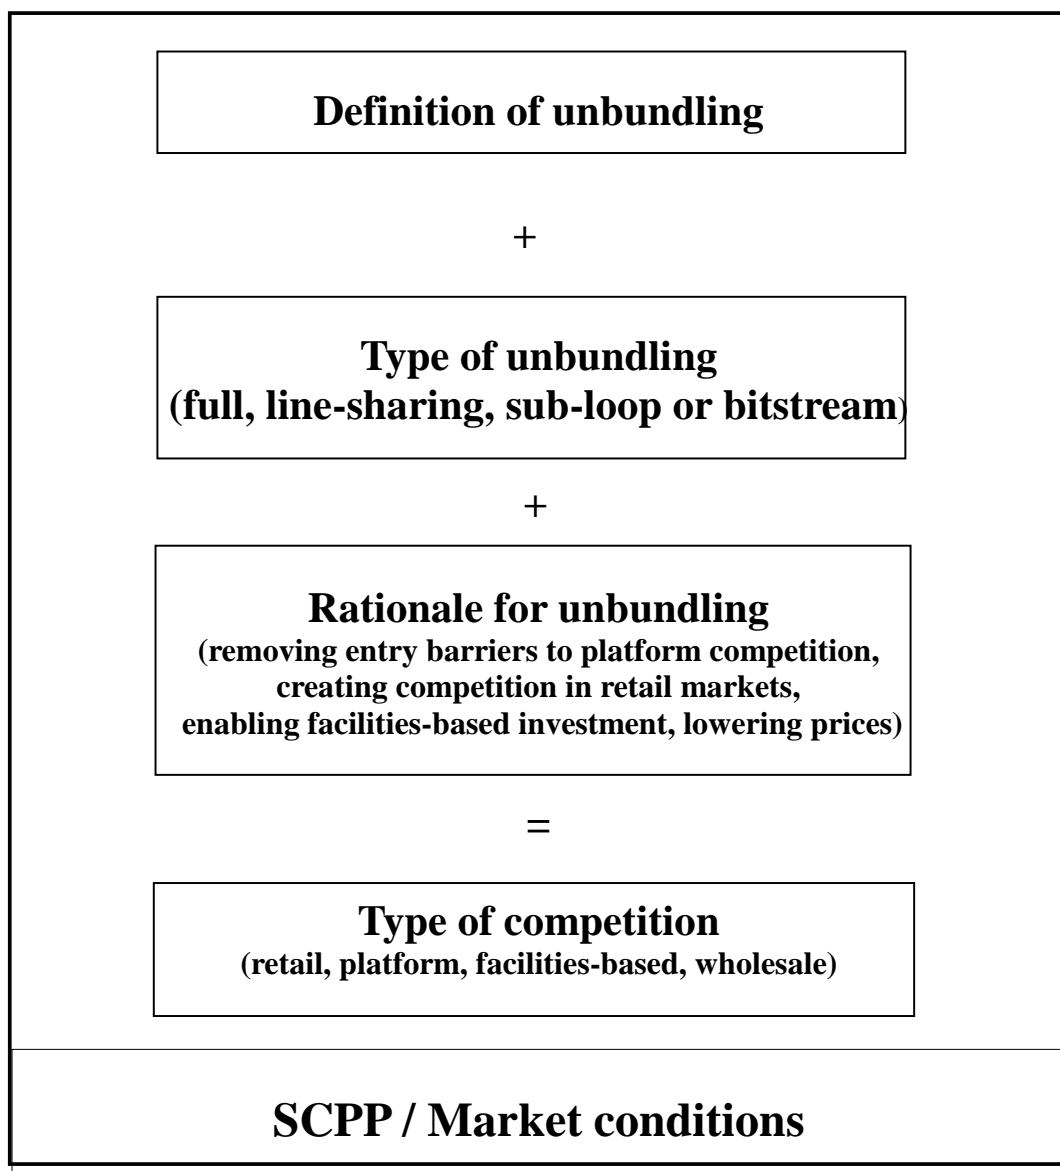 Definition of unbundling
+
Type of unbundling
(full, line-sharing, sub-loop or bitstream)
+
Rationale for unbundling
(removing entry barriers to platform competition,
creating competition in retail markets,
enabling facilities-based investment, lowering prices)
=
Type of competition
(retail, platform, facilities-based, wholesale)
SCPP / Market conditions